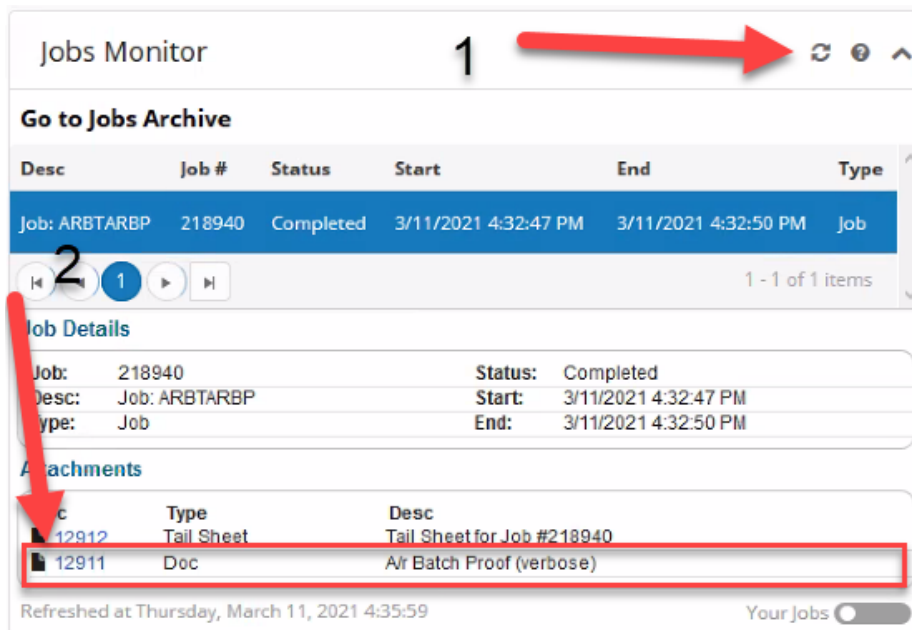 Jobs Monitor 1
Go to Jobs Archive
Desc Job # Status Start End Type
Job: ARBTARBP 218940 Completed 3/11/2021 4:32:47 PM 3/11/2021 4:32:50 PM Job
2 1 1 - 1 of 1 items
Job Details
Job: 218940 Status: Completed
Desc: Job: ARBTARBP Start: 3/11/2021 4:32:47 PM
Type: Job End: 3/11/2021 4:32:50 PM
Attachments
Type Desc
12912 Tail Sheet Tail Sheet for Job #218940
12911 Doc A/r Batch Proof (verbose)
Refreshed at Thursday, March 11, 2021 4:35:59 Your Jobs